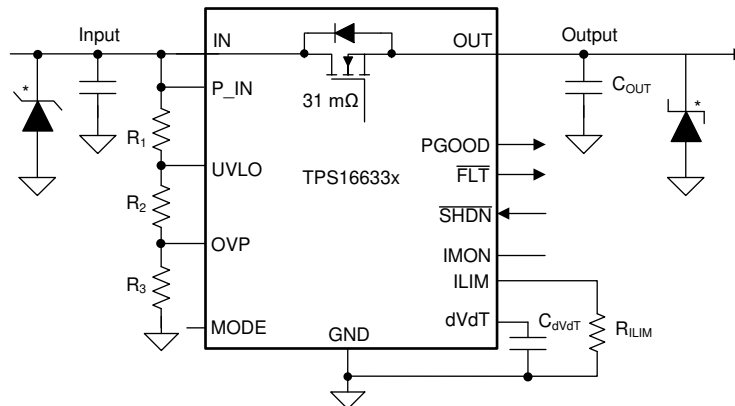 Input
IN
OUT
Output
*
P_IN
31 mΩ
COUT
*
R1
PGOOD
UVLO
TPS16633x
FLT
R2
SHDN
OVP
IMON
ILIM
R3
MODE
GND
dVdT
CdVdT
RILIM